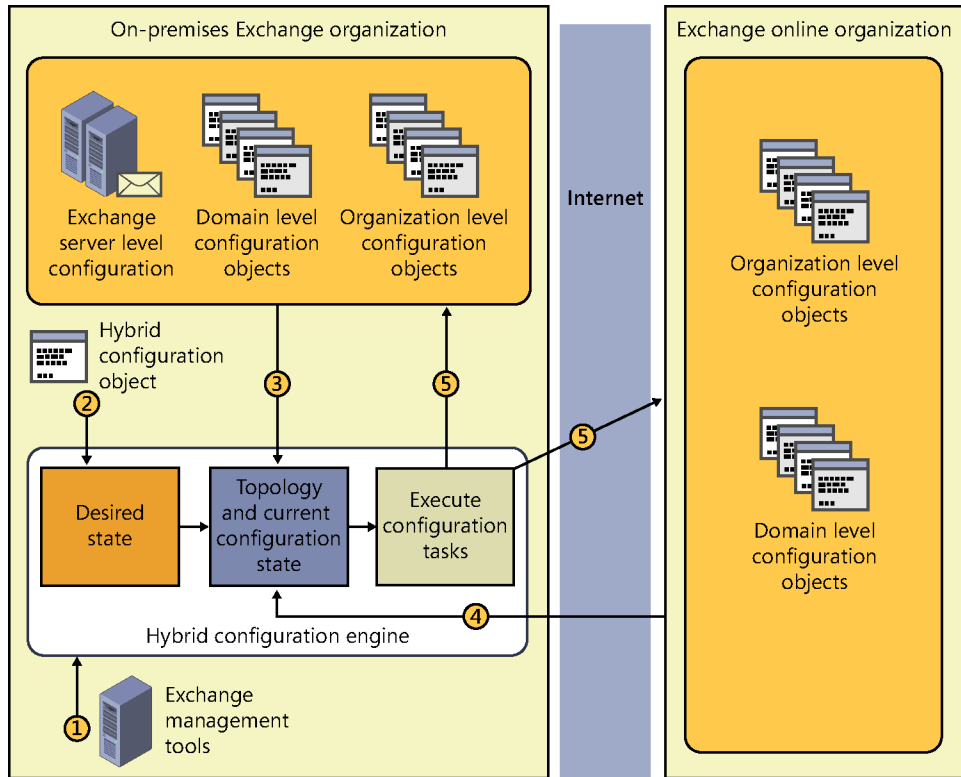 On-premises Exchange organization
Exchange
server level
configuration
Domain level
configuration
objects
Organization level
configuration
objects
Hybrid
configuration
object
2
3
5
Desired
state
Topology
and current
configuration
state
Execute
configuration
tasks
Hybrid configuration engine
1
Exchange
management
tools
Internet
5
4
Exchange online organization
Organization level
configuration
objects
Domain level
configuration
objects